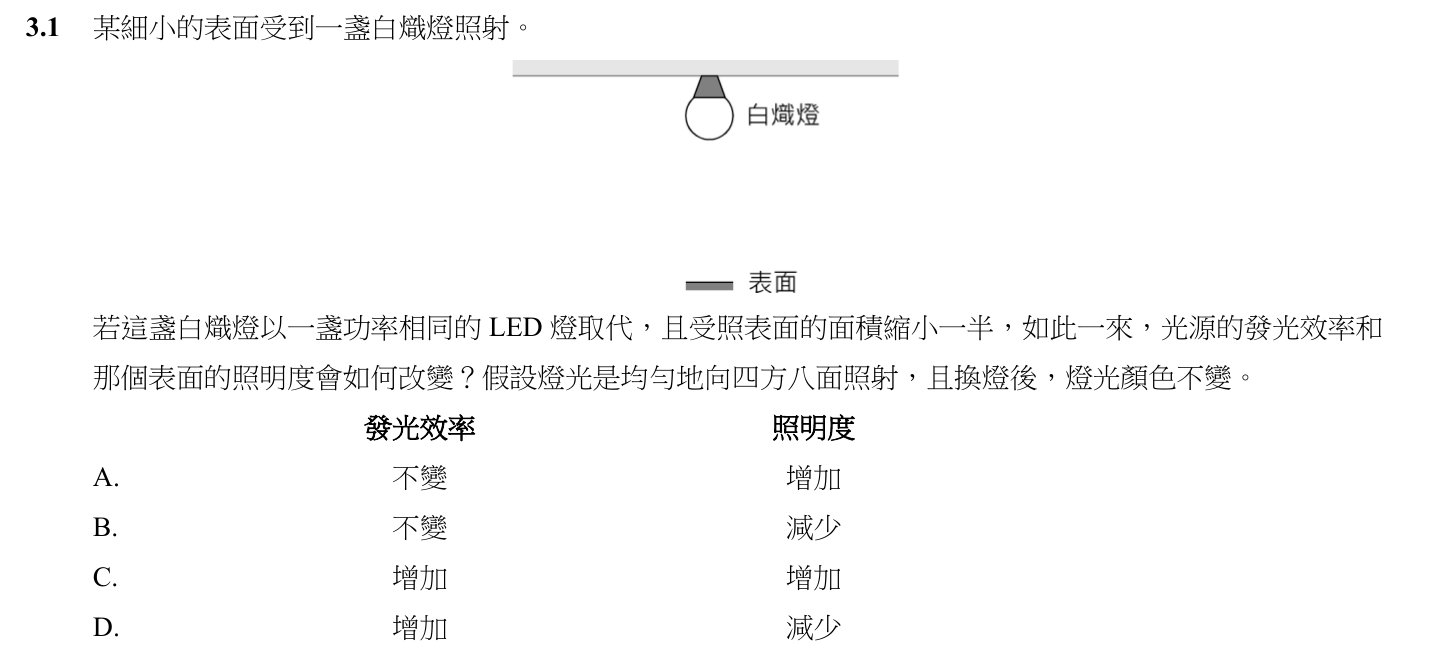 3.1 某細小的表面受到一盞白熾燈照射。
白熾燈
表面
若這盞白熾燈以一盞功率相同的 LED 燈取代，且受照表面的面積縮小一半，如此一來，光源的發光效率和
那個表面的照明度會如何改變？假設燈光是均勻地向四方八面照射，且換燈後，燈光顏色不變。
發光效率 照明度
A. 不變 增加
B. 不變 減少
C. 增加 增加
D. 增加 減少